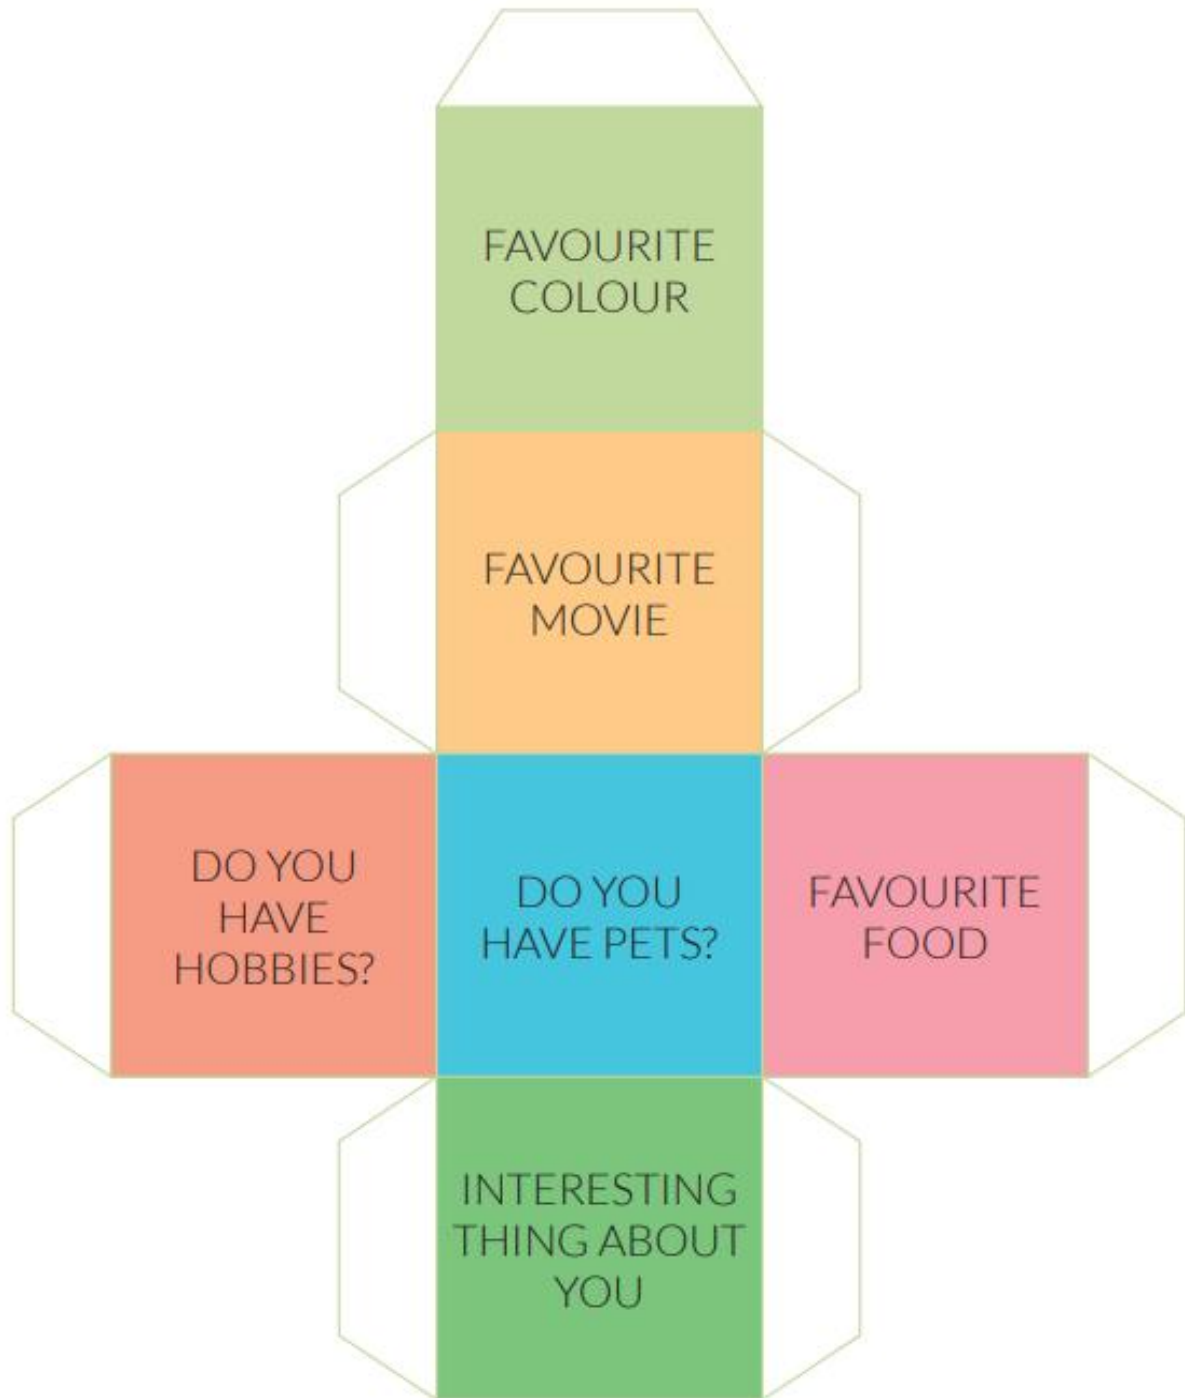 FAVOURITE
COLOUR
FAVOURITE
MOVIE
DO YOU
HAVE
HOBBIES?
DO YOU
HAVE PETS?
FAVOURITE
FOOD
INTERESTING
THING ABOUT
YOU